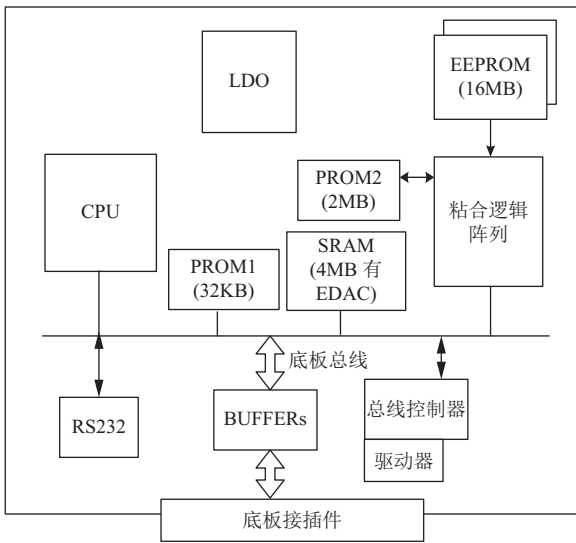 LDO
EEPROM
(16MB)
CPU
PROM2
(2MB)
粘合逻辑
阵列
PROM1
(32KB)
SRAM
(4MB 有
EDAC)
底板总线
RS232
BUFFERs
总线控制器
驱动器
底板接插件